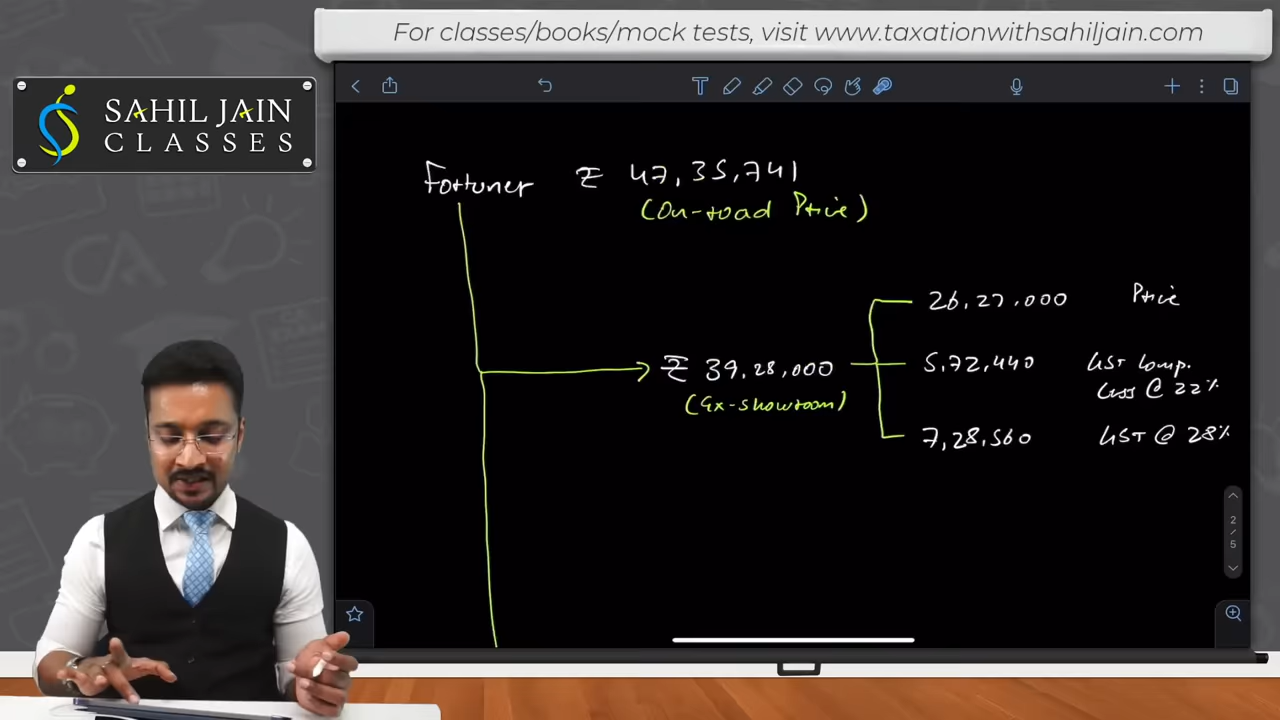 For classes/books/mock tests, visit www.taxationwithsahiljain.com
SAHIL JAIN
CLASSES
Fortuner ₹ 47,35,741
(On-road Price)
26,27,000 Price
₹ 39,28,000
(Ex-showroom)
5,72,440 GST Comp.
Cess @ 22%
7,28,560 GST @ 28%
2
/
5